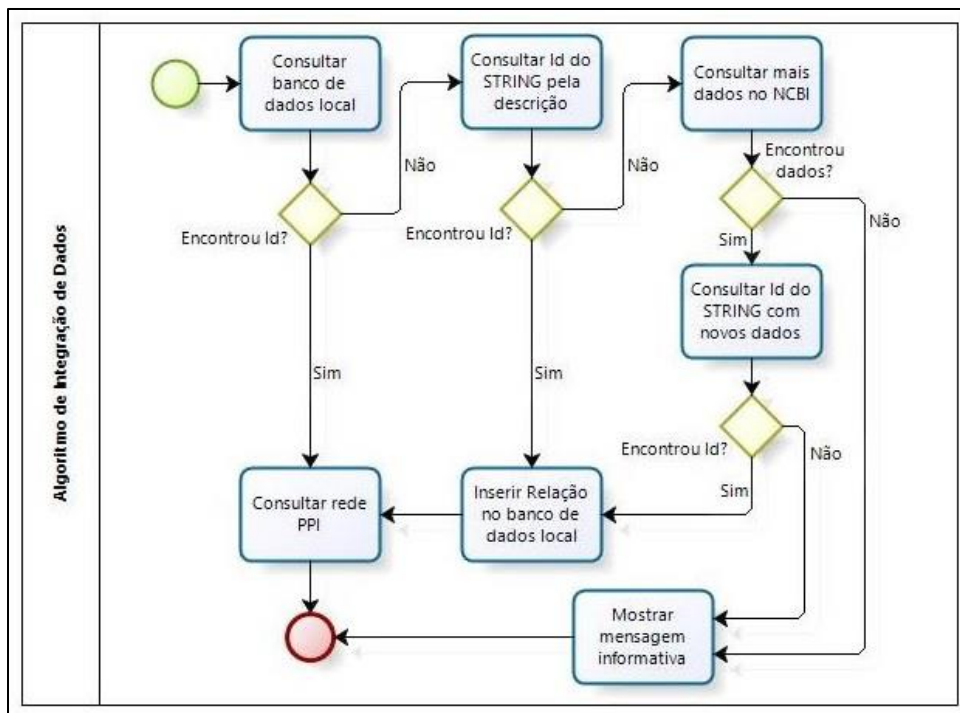 Algoritmo de Integração de Dados
Consultar
banco de
dados local
Consultar Id do
STRING pela
descrição
Consultar mais
dados no NCBI
Não
Não
Encontrou
dados?
Encontrou Id?
Encontrou Id?
Não
Sim
Consultar Id do
STRING com
novos dados
Sim
Sim
Encontrou Id?
Não
Sim
Consultar rede
PPI
Inserir Relação
no banco de
dados local
Mostrar
mensagem
informativa